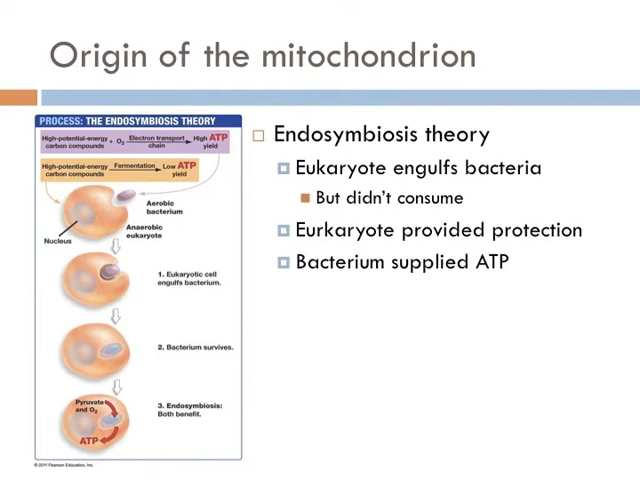 Origin of the mitochondrion
PROCESS: THE ENDOSYMBIOSIS THEORY
High-potential-energy carbon compounds + O2 Electron transport chain High ATP yield
High-potential-energy carbon compounds Fermentation Low ATP yield
Aerobic
bacterium
Anaerobic
eukaryote
Nucleus
1. Eukaryotic cell
engulfs bacterium.
2. Bacterium survives.
Pyruvate
and O2
ATP
3. Endosymbiosis:
Both benefit.
© 2011 Pearson Education, Inc.
Endosymbiosis theory
Eukaryote engulfs bacteria
But didn't consume
Eurkaryote provided protection
Bacterium supplied ATP